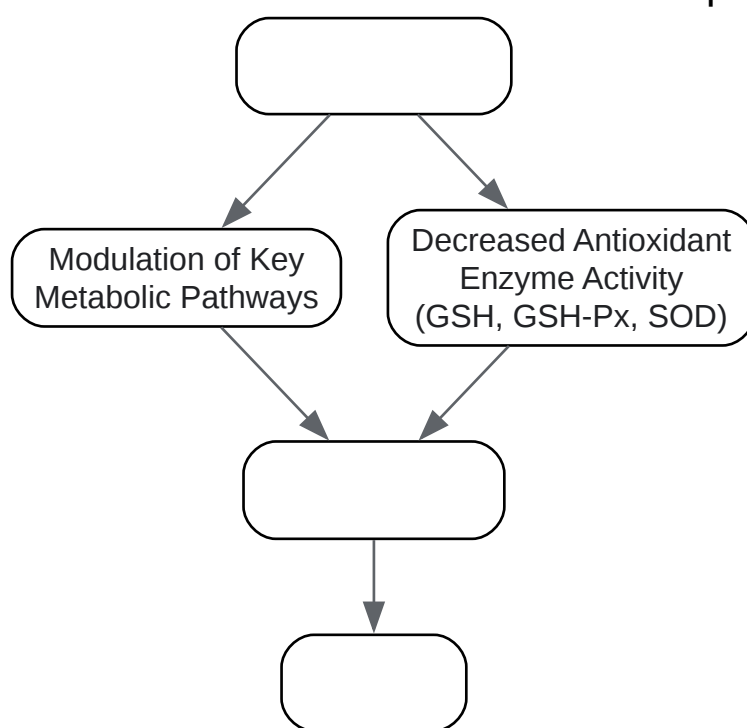 Modulation of Key
Metabolic Pathways
Decreased Antioxidant
Enzyme Activity
(GSH, GSH-Px, SOD)